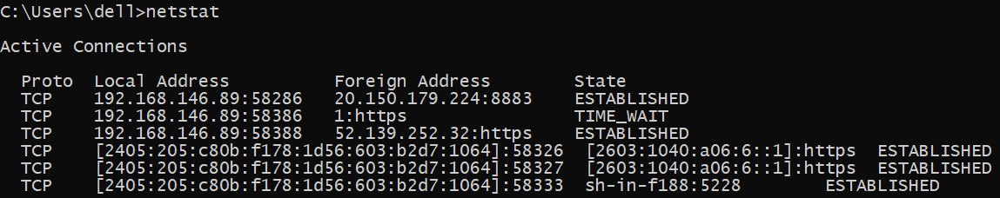 C:\Users\dell>netstat
Active Connections
Proto  Local Address          Foreign Address        State
TCP    192.168.146.89:58286   20.150.179.224:8883    ESTABLISHED
TCP    192.168.146.89:58386   1:https                TIME_WAIT
TCP    192.168.146.89:58388   52.139.252.32:https    ESTABLISHED
TCP    [2405:205:c80b:f178:1d56:603:b2d7:1064]:58326  [2603:1040:a06:6::1]:https  ESTABLISHED
TCP    [2405:205:c80b:f178:1d56:603:b2d7:1064]:58327  [2603:1040:a06:6::1]:https  ESTABLISHED
TCP    [2405:205:c80b:f178:1d56:603:b2d7:1064]:58333  sh-in-f188:5228        ESTABLISHED